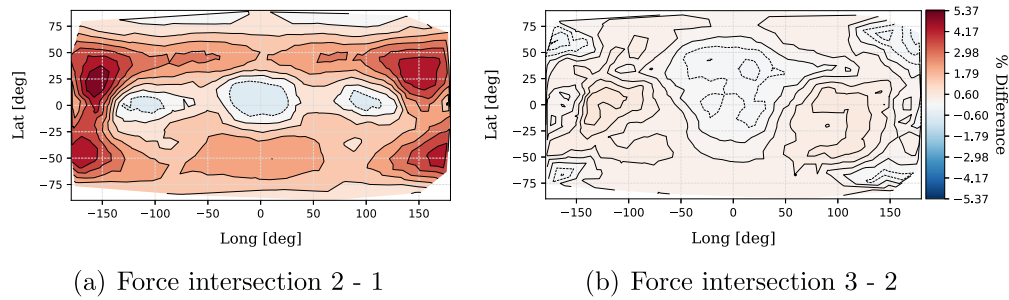 75
50
25
0
−25
−50
−75
Lat [deg]
−150 −100 −50 0 50 100 150
Long [deg]
(a) Force intersection 2 - 1
75
50
25
0
−25
−50
−75
Lat [deg]
−150 −100 −50 0 50 100 150
Long [deg]
(b) Force intersection 3 - 2
5.37
4.17
2.98
1.79
0.60
−0.60
−1.79
−2.98
−4.17
−5.37
% Difference